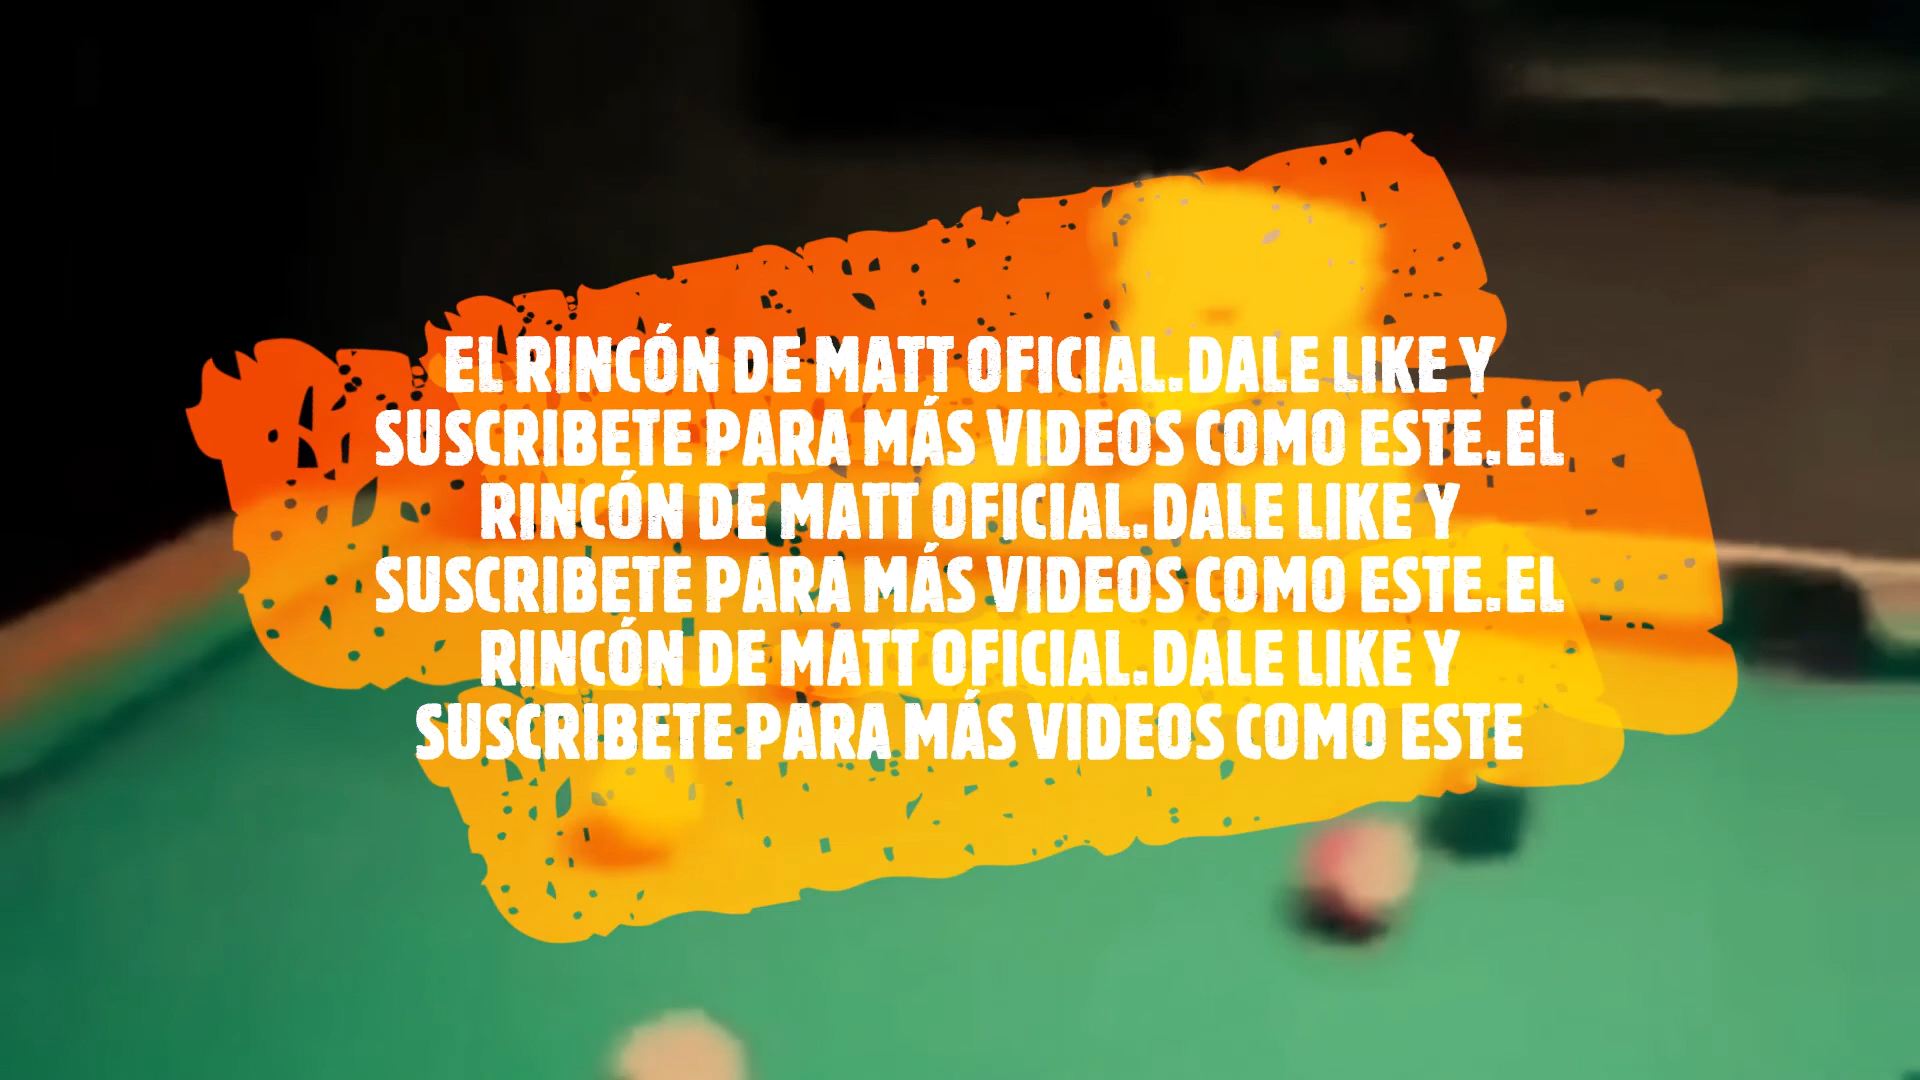 EL RINCÓN DE MATT OFICIAL.DALE LIKE Y
SUSCRIBETE PARA MÁS VIDEOS COMO ESTE.EL
RINCÓN DE MATT OFICIAL.DALE LIKE Y
SUSCRIBETE PARA MÁS VIDEOS COMO ESTE.EL
RINCÓN DE MATT OFICIAL.DALE LIKE Y
SUSCRIBETE PARA MÁS VIDEOS COMO ESTE